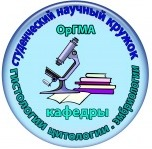 студенческий научный кружок
ОрГМА
кафедры
гистологии цитологии и эмбриологии